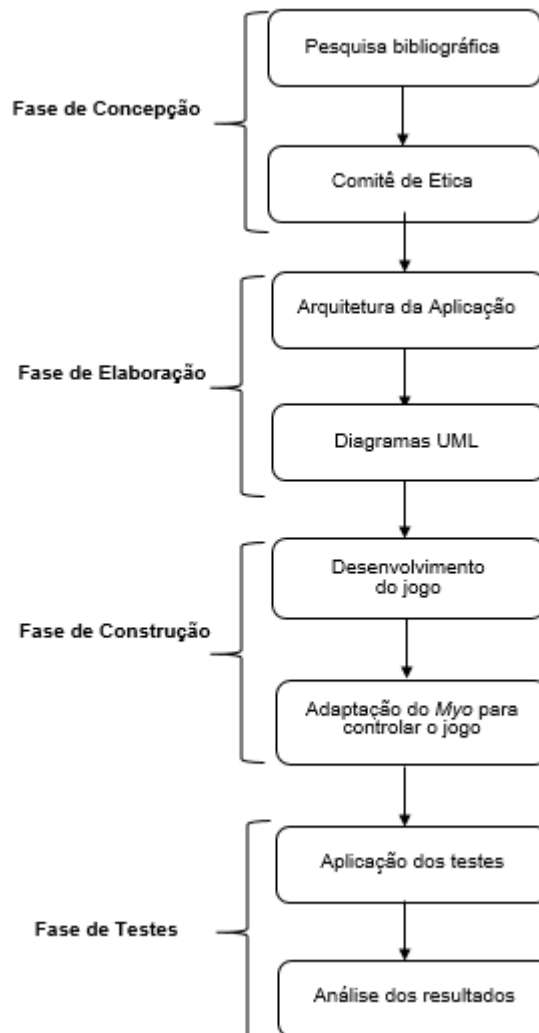 Pesquisa bibliográfica
Fase de Concepção
Comitê de Etica
Arquitetura da Aplicação
Fase de Elaboração
Diagramas UML
Desenvolvimento
do jogo
Fase de Construção
Adaptação do Myo para
controlar o jogo
Aplicação dos testes
Fase de Testes
Análise dos resultados